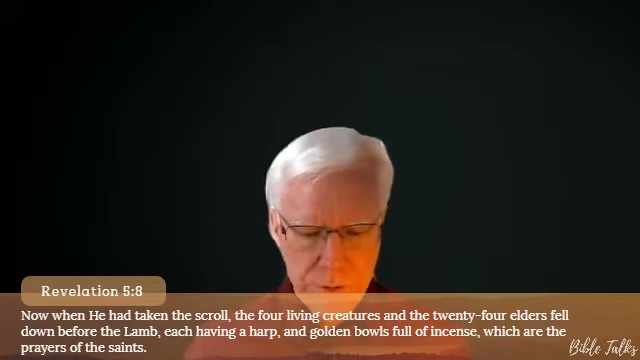 Revelation 5:8
Now when He had taken the scroll, the four living creatures and the twenty-four elders fell
down before the Lamb, each having a harp, and golden bowls full of incense, which are the
prayers of the saints.
Bible Talks